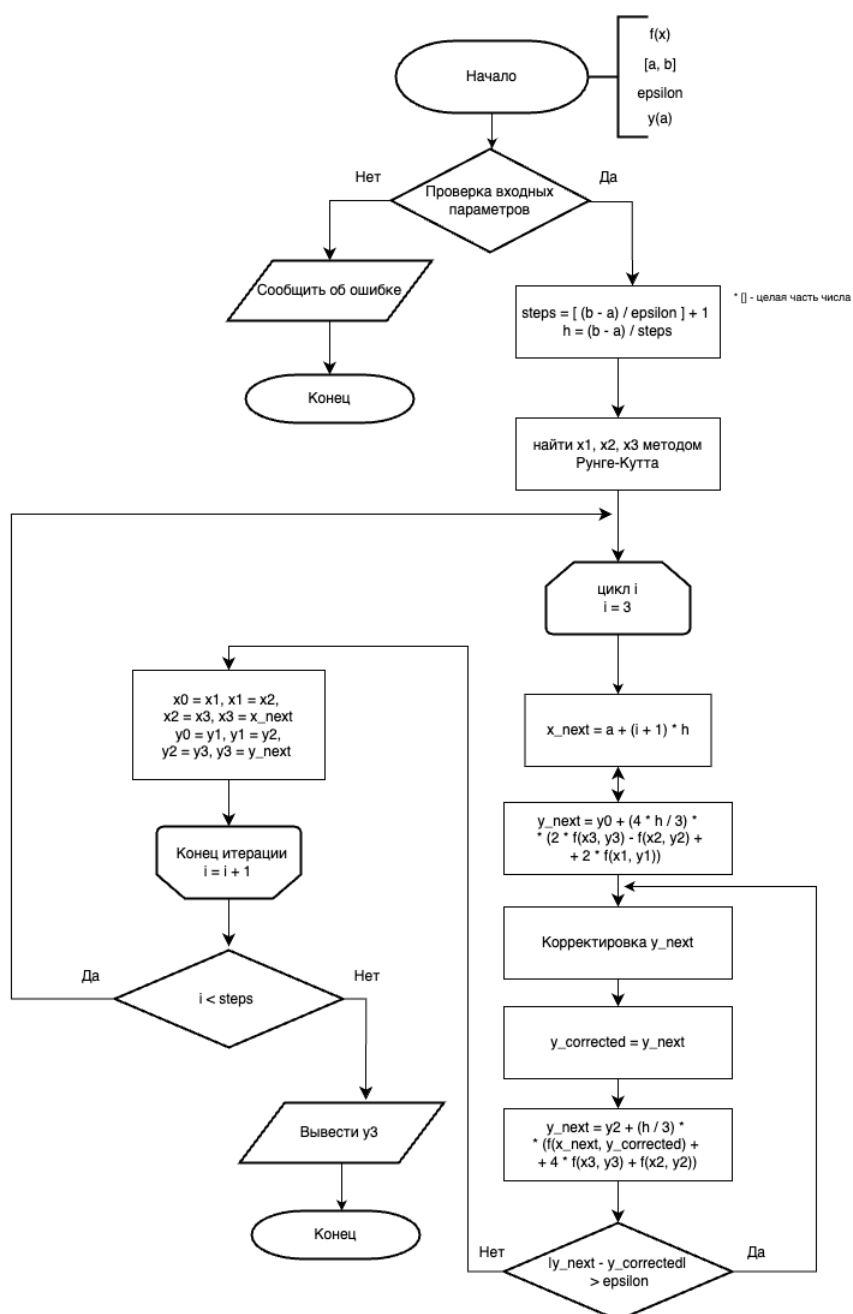 Начало
f(x)
[a, b]
epsilon
y(a)
Нет
Да
Проверка входных
параметров
Сообщить об ошибке
Конец
steps = [ (b - a) / epsilon ] + 1
h = (b - a) / steps
* [] - целая часть числа
найти x1, x2, x3 методом
Рунге-Кутта
цикл i
i = 3
x_next = a + (i + 1) * h
y_next = y0 + (4 * h / 3) *
* (2 * f(x3, y3) - f(x2, y2) +
+ 2 * f(x1, y1))
Корректировка y_next
y_corrected = y_next
y_next = y2 + (h / 3) *
* (f(x_next, y_corrected) +
+ 4 * f(x3, y3) + f(x2, y2))
|y_next - y_corrected|
> epsilon
Нет
Да
x0 = x1, x1 = x2,
x2 = x3, x3 = x_next
y0 = y1, y1 = y2,
y2 = y3, y3 = y_next
Конец итерации
i = i + 1
Да
Нет
i < steps
Вывести y3
Конец